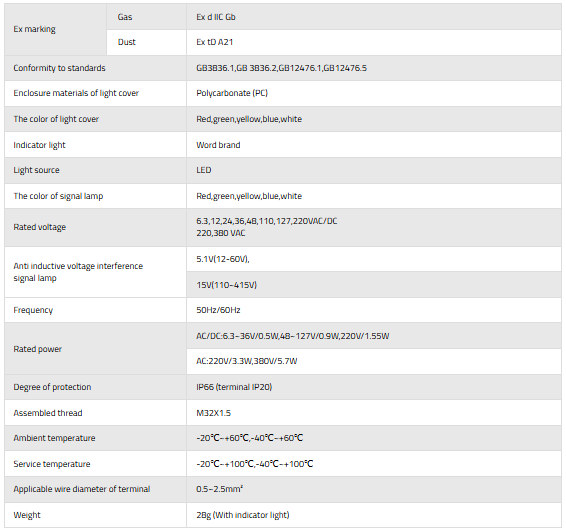 Ex marking
Gas
Ex d IIC Gb
Dust
Ex tD A21
Conformity to standards
GB3836.1,GB 3836.2,GB12476.1,GB12476.5
Enclosure materials of light cover
Polycarbonate (PC)
The color of light cover
Red,green,yellow,blue,white
Indicator light
Word brand
Light source
LED
The color of signal lamp
Red,green,yellow,blue,white
Rated voltage
6.3,12,24,36,48,110,127,220VAC/DC
220,380 VAC
Anti inductive voltage interference
signal lamp
5.1V(12-60V),
15V(110~415V)
Frequency
50Hz/60Hz
Rated power
AC/DC:6.3~36V/0.5W,48~127V/0.9W,220V/1.55W
AC:220V/3.3W,380V/5.7W
Degree of protection
IP66 (terminal IP20)
Assembled thread
M32X1.5
Ambient temperature
-20℃~+60℃,-40℃~+60℃
Service temperature
-20℃~+100℃,-40℃~+100℃
Applicable wire diameter of terminal
0.5~2.5mm²
Weight
28g (With indicator light)